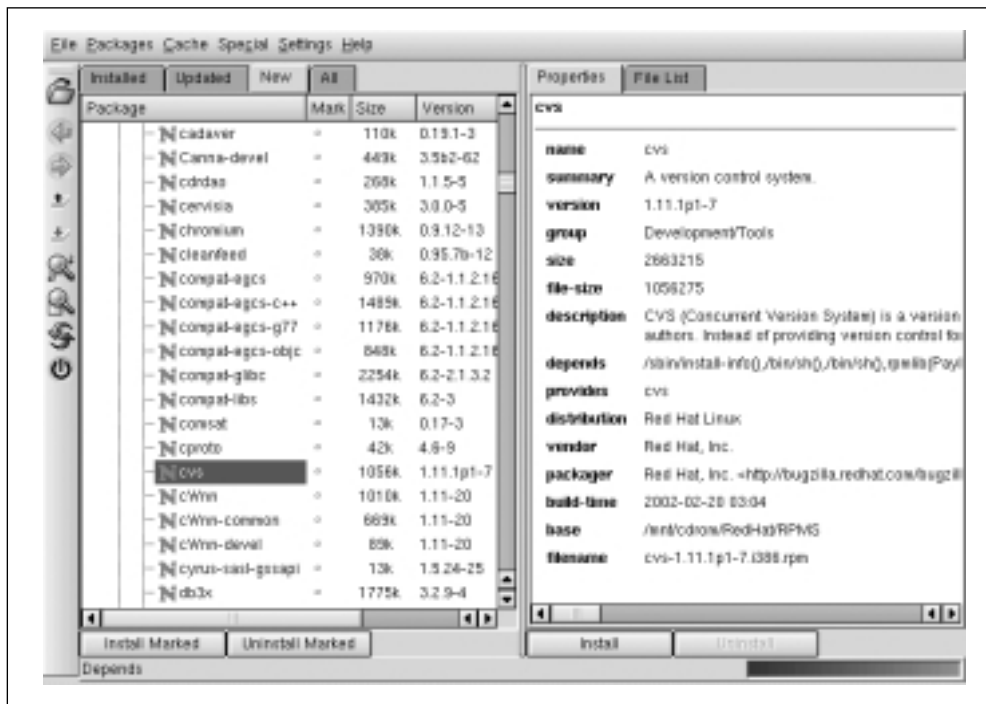 File Packages Cache Special Settings Help
Installed Updated New All
Package Mark Size Version
cadaver 110k 0.19.1-3
Canna-devel 449k 3.5b2-62
cdrdao 268k 1.1.5-5
cervisia 385k 3.0.0-5
chromium 1390k 0.9.12-13
cleanfeed 38k 0.95.7b-12
compat-egcs 970k 6.2-1.1.2.16
compat-egcs-c++ 1489k 6.2-1.1.2.16
compat-egcs-g77 1176k 6.2-1.1.2.16
compat-egcs-objc 848k 6.2-1.1.2.16
compat-glibc 2254k 6.2-2.1.3.2
compat-libs 1432k 6.2-3
comsat 13k 0.17-3
cproto 42k 4.6-9
cvs 1056k 1.11.1p1-7
cWnn 1010k 1.11-20
cWnn-common 669k 1.11-20
cWnn-devel 89k 1.11-20
cyrus-sasl-gssapi 13k 1.5.24-25
db3x 1775k 3.2.9-4
Install Marked Uninstall Marked
Depends
Properties File List
cvs
name cvs
summary A version control system.
version 1.11.1p1-7
group Development/Tools
size 2663215
file-size 1056275
description CVS (Concurrent Version System) is a version
authors. Instead of providing version control for
depends /sbin/install-info(),/bin/sh(),/bin/sh(),rpmlib(Payl
provides cvs
distribution Red Hat Linux
vendor Red Hat, Inc.
packager Red Hat, Inc. <http://bugzilla.redhat.com/bugzill
build-time 2002-02-20 03:04
base /mnt/cdrom/RedHat/RPMS
filename cvs-1.11.1p1-7.i386.rpm
Install Uninstall